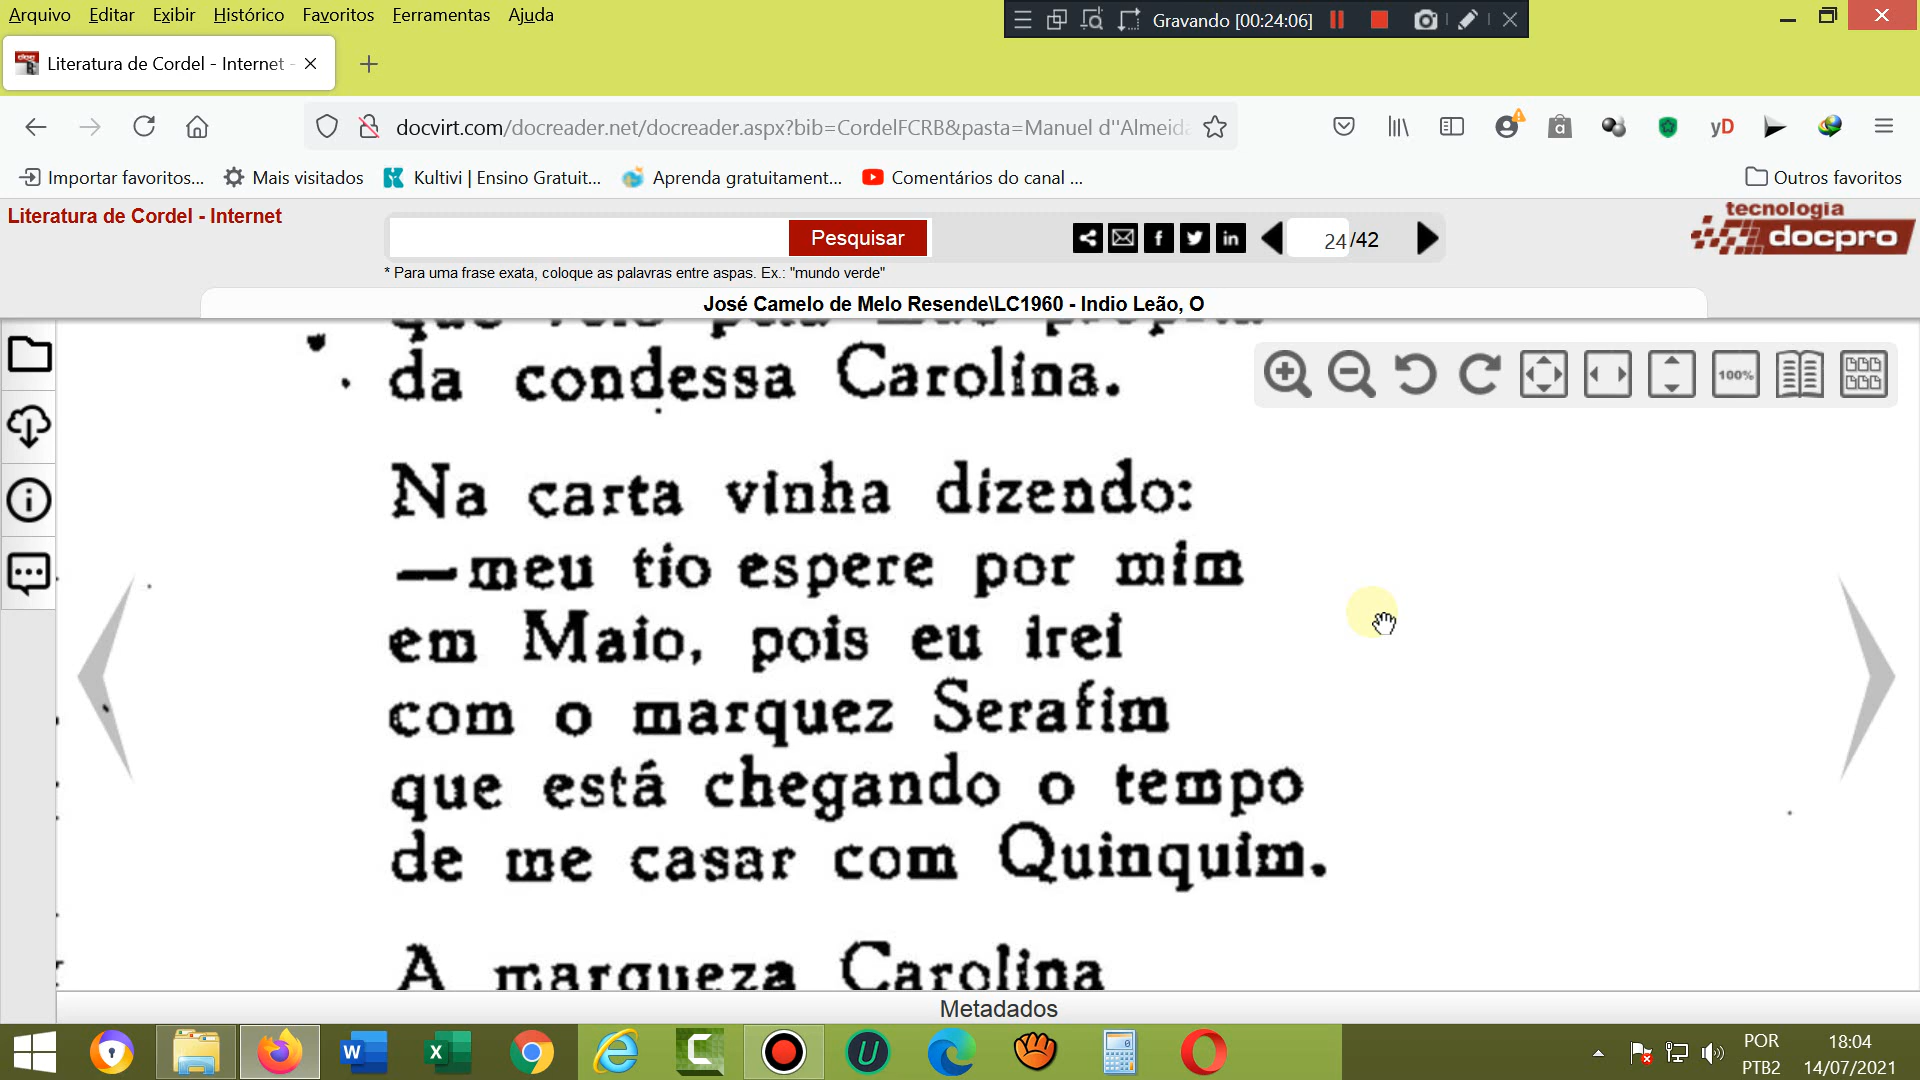 Arquivo Editar Exibir Histórico Favoritos Ferramentas Ajuda
Gravando [00:24:06]
Literatura de Cordel - Internet -
docvirt.com/docreader.net/docreader.aspx?bib=CordelFCRB&pasta=Manuel d''Almeida
Importar favoritos... Mais visitados Kultivi | Ensino Gratuit... Aprenda gratuitament... Comentários do canal ... Outros favoritos
Literatura de Cordel - Internet
Pesquisar
24 /42
tecnologia
docpro
* Para uma frase exata, coloque as palavras entre aspas. Ex.: "mundo verde"
José Camelo de Melo Resende\LC1960 - Indio Leão, O
da condessa Carolina.
100%
Na carta vinha dizendo:
—meu tio espere por mim
em Maio, pois eu irei
com o marquez Serafim
que está chegando o tempo
de me casar com Quinquim.
A marqueza Carolina
Metadados
POR
PTB2
18:04
14/07/2021